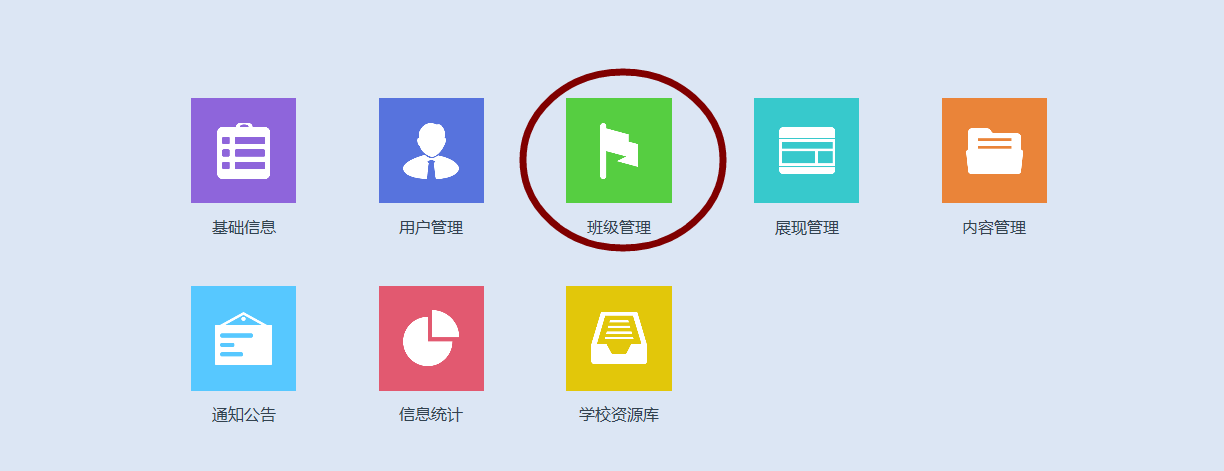 基础信息
用户管理
班级管理
展现管理
内容管理
通知公告
信息统计
学校资源库